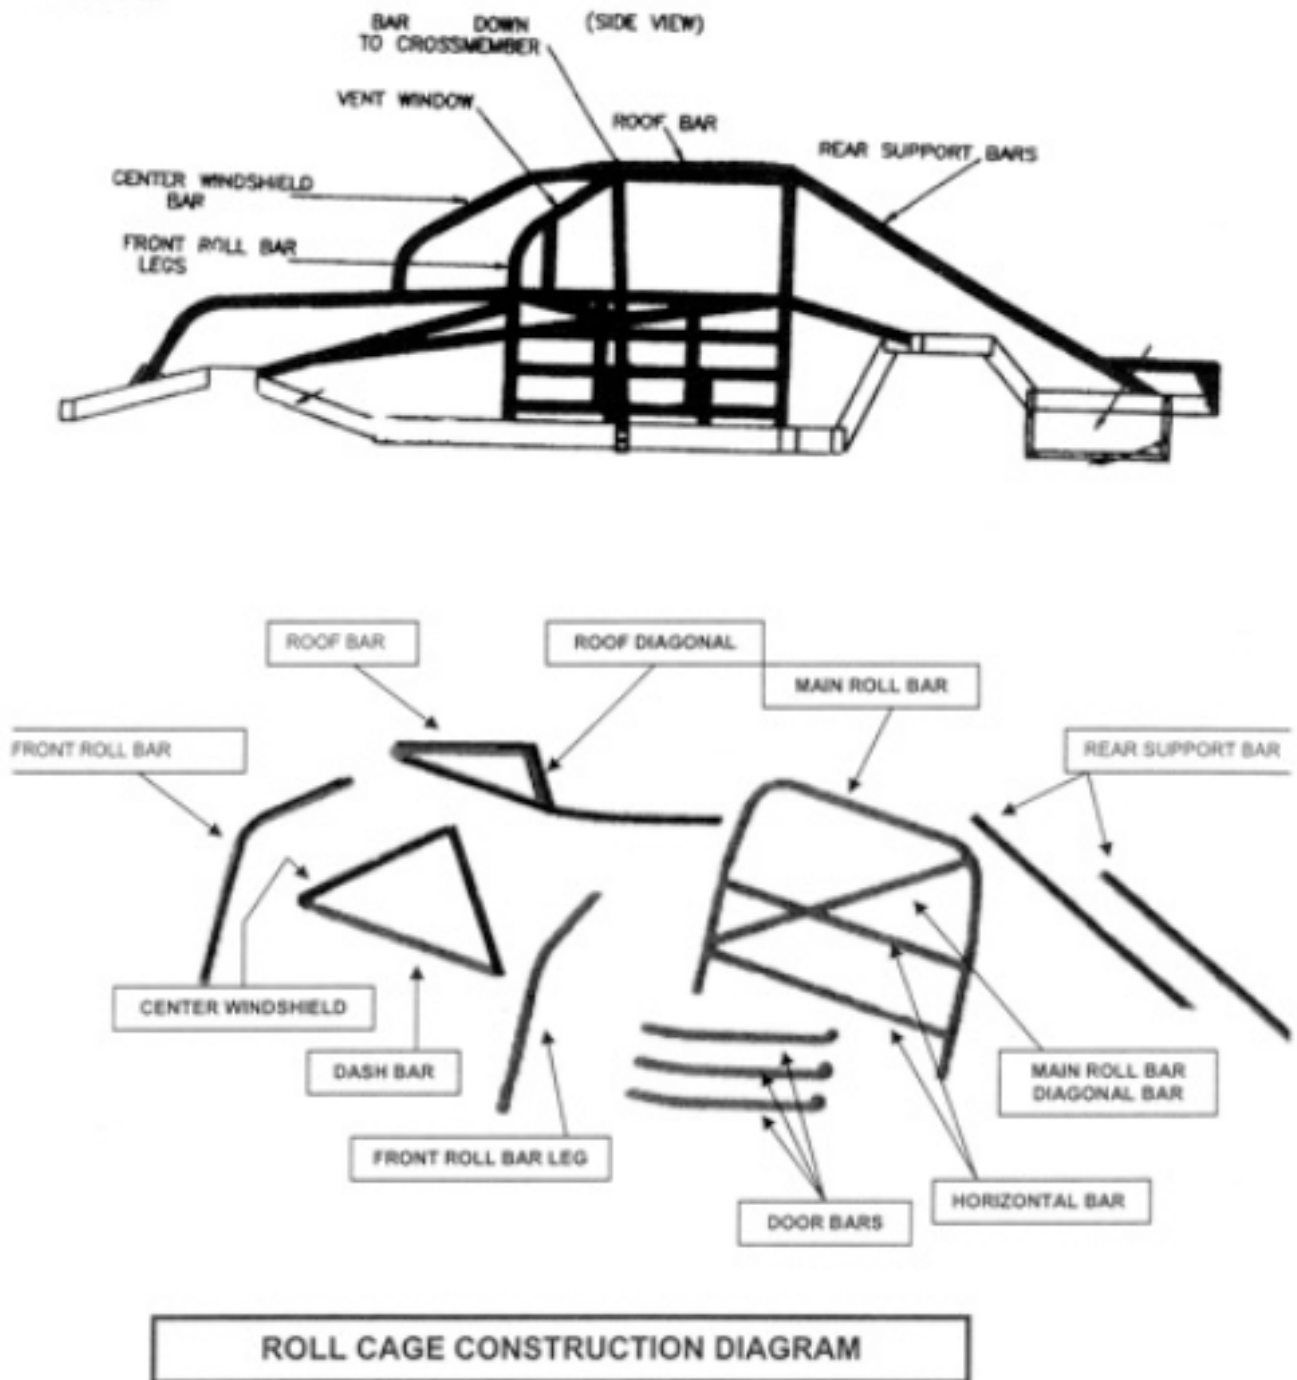 BAR DOWN (SIDE VIEW)
TO CROSSMEMBER
VENT WINDOW
ROOF BAR
REAR SUPPORT BARS
CENTER WINDSHIELD
BAR
FRONT ROLL BAR
LEGS
ROOF BAR
ROOF DIAGONAL
MAIN ROLL BAR
FRONT ROLL BAR
REAR SUPPORT BAR
CENTER WINDSHIELD
DASH BAR
MAIN ROLL BAR
DIAGONAL BAR
FRONT ROLL BAR LEG
HORIZONTAL BAR
DOOR BARS
ROLL CAGE CONSTRUCTION DIAGRAM